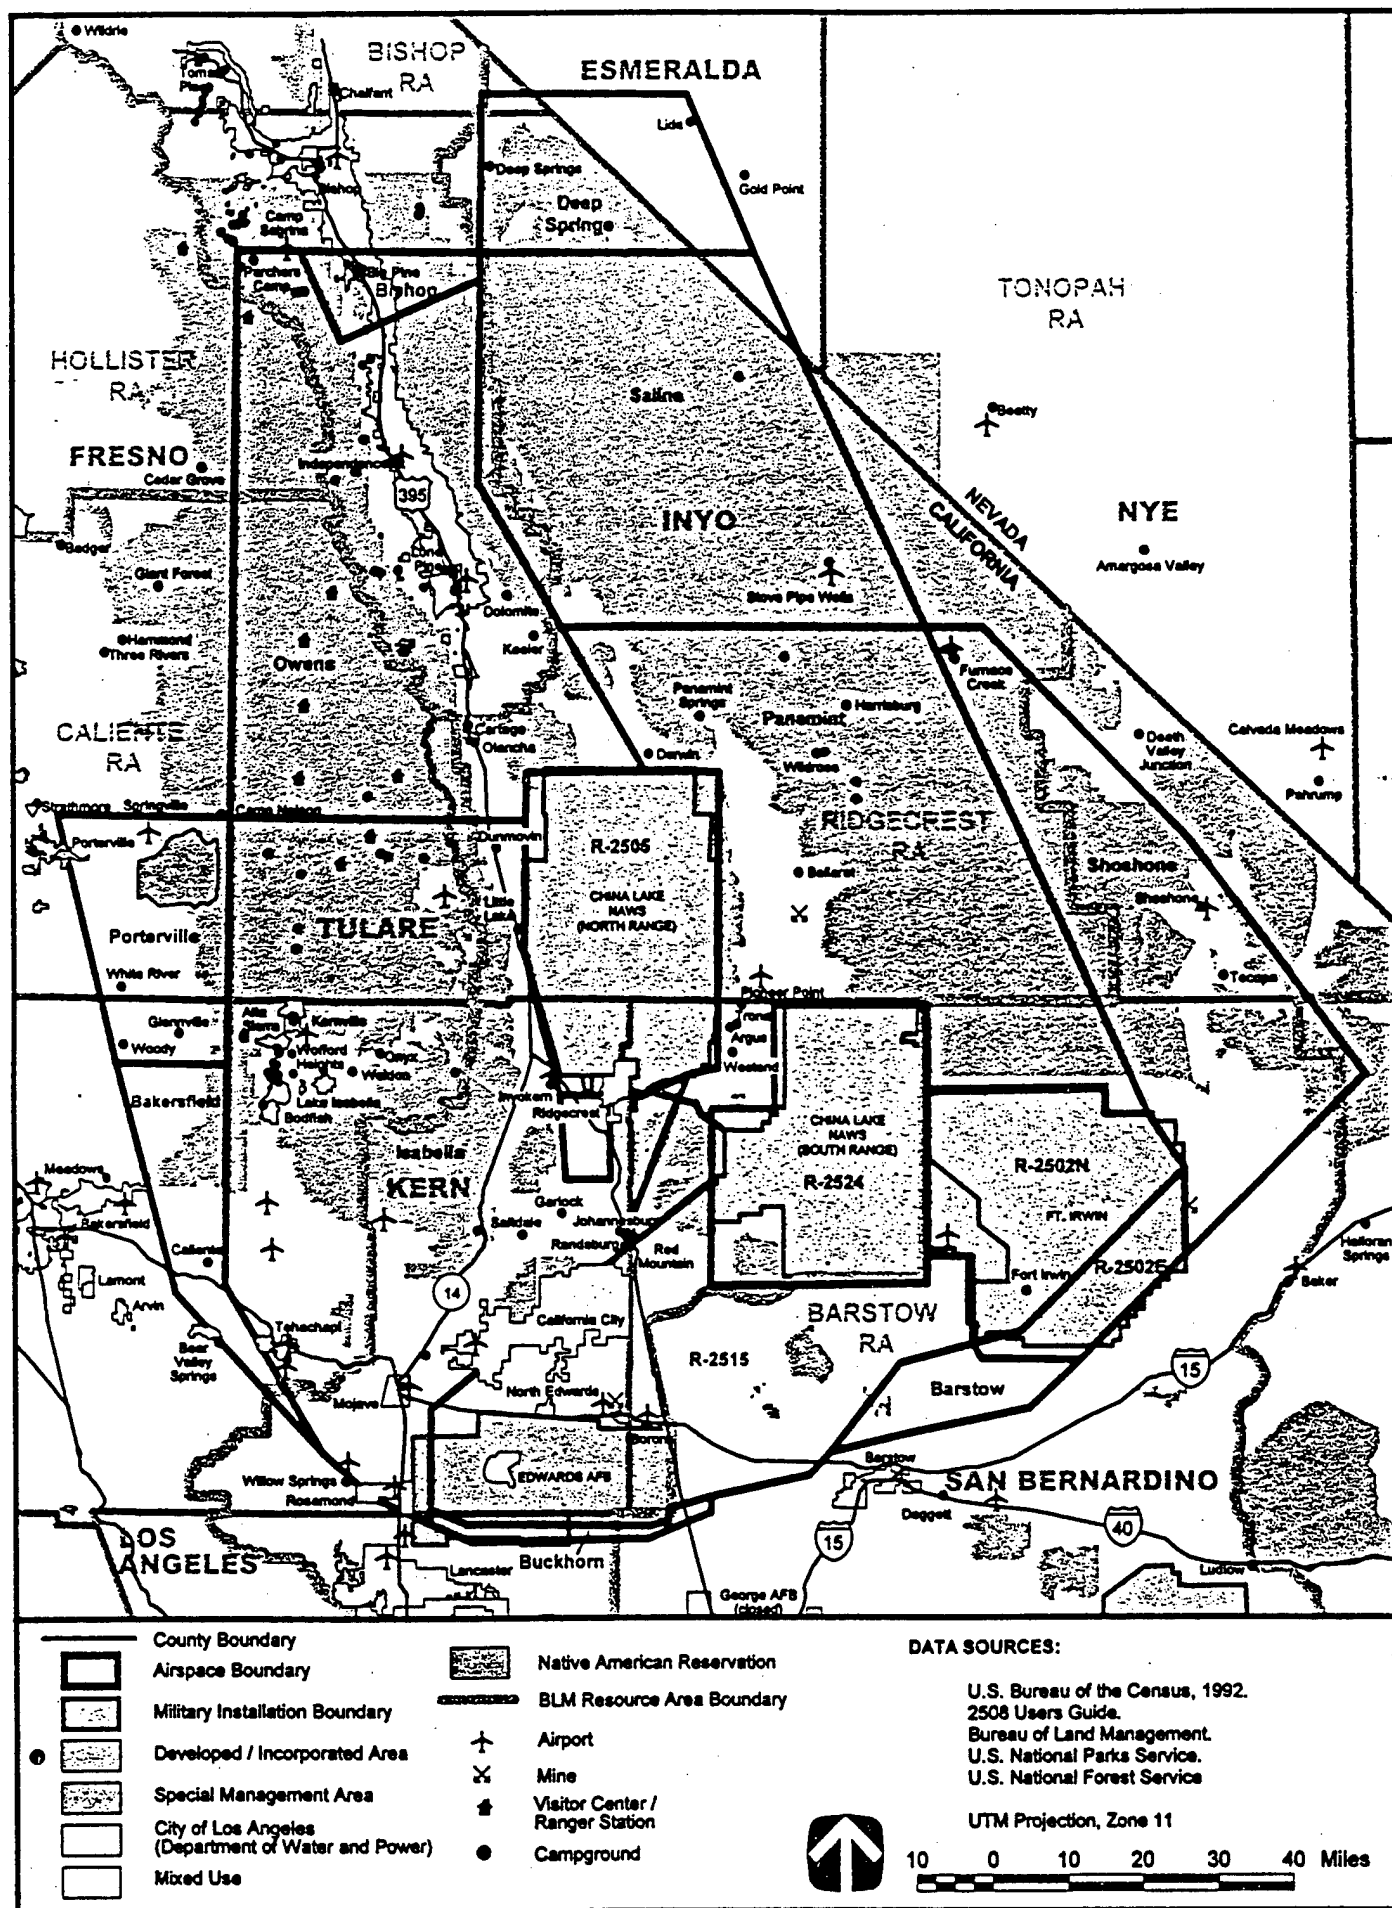 Wildrie
BISHOP
RA
ESMERALDA
Toms
Place
Chalfant
Lida
Deep Springs
Gold Point
Bishop
Deep
Springs
Camp
Sabrina
Parchers
Camp
Big Pine
Bishop
TONOPAH
RA
HOLLISTER
RA
Saline
Beatty
FRESNO
Cedar Grove
Independence
395
INYO
NEVADA
CALIFORNIA
NYE
Badger
Amargosa Valley
Giant Forest
Lone
Pine
Stove Pipe Wells
Dolomite
Hammond
Three Rivers
Keeler
Owens
Furnace
Creek
Panamint
Springs
Harrisburg
Panamint
CALIENTE
RA
Cartago
Olancha
Darwin
Wildrose
Death
Valley
Junction
Calvada Meadows
Pahrump
Strathmore
Springville
Camp Nelson
Porterville
Dunmovin
R-2505
RIDGECREST
RA
Ballarat
Shoshone
CHINA LAKE
NAWS
(NORTH RANGE)
Little
Lake
Shoshone
TULARE
Porterville
White River
Tecopa
Pioneer Point
Trona
Glennville
Alta
Sierra
Kernville
Argus
Woody
Wofford
Heights
Onyx
Westend
Weldon
Bakersfield
Lake Isabella
Bodfish
Inyokern
Ridgecrest
CHINA LAKE
NAWS
(SOUTH RANGE)
Isabella
R-2502N
Meadows
KERN
R-2524
Garlock
FT. IRWIN
Bakersfield
Saltdale
Johannesburg
Randsburg
Red
Mountain
Halloran
Springs
Caliente
Fort Irwin
R-2502E
Baker
Lamont
14
Arvin
California City
BARSTOW
RA
Tehachapi
Bear
Valley
Springs
R-2515
15
Mojave
North Edwards
Barstow
Boron
Barstow
Willow Springs
EDWARDS AFB
SAN BERNARDINO
Rosamond
Daggett
LOS
ANGELES
15
40
Buckhorn
Lancaster
Ludlow
George AFB
(closed)
County Boundary
Airspace Boundary
Military Installation Boundary
Developed / Incorporated Area
Special Management Area
City of Los Angeles
(Department of Water and Power)
Mixed Use
Native American Reservation
BLM Resource Area Boundary
Airport
Mine
Visitor Center /
Ranger Station
Campground
DATA SOURCES:
U.S. Bureau of the Census, 1992.
2508 Users Guide.
Bureau of Land Management.
U.S. National Parks Service.
U.S. National Forest Service
UTM Projection, Zone 11
10 0 10 20 30 40 Miles